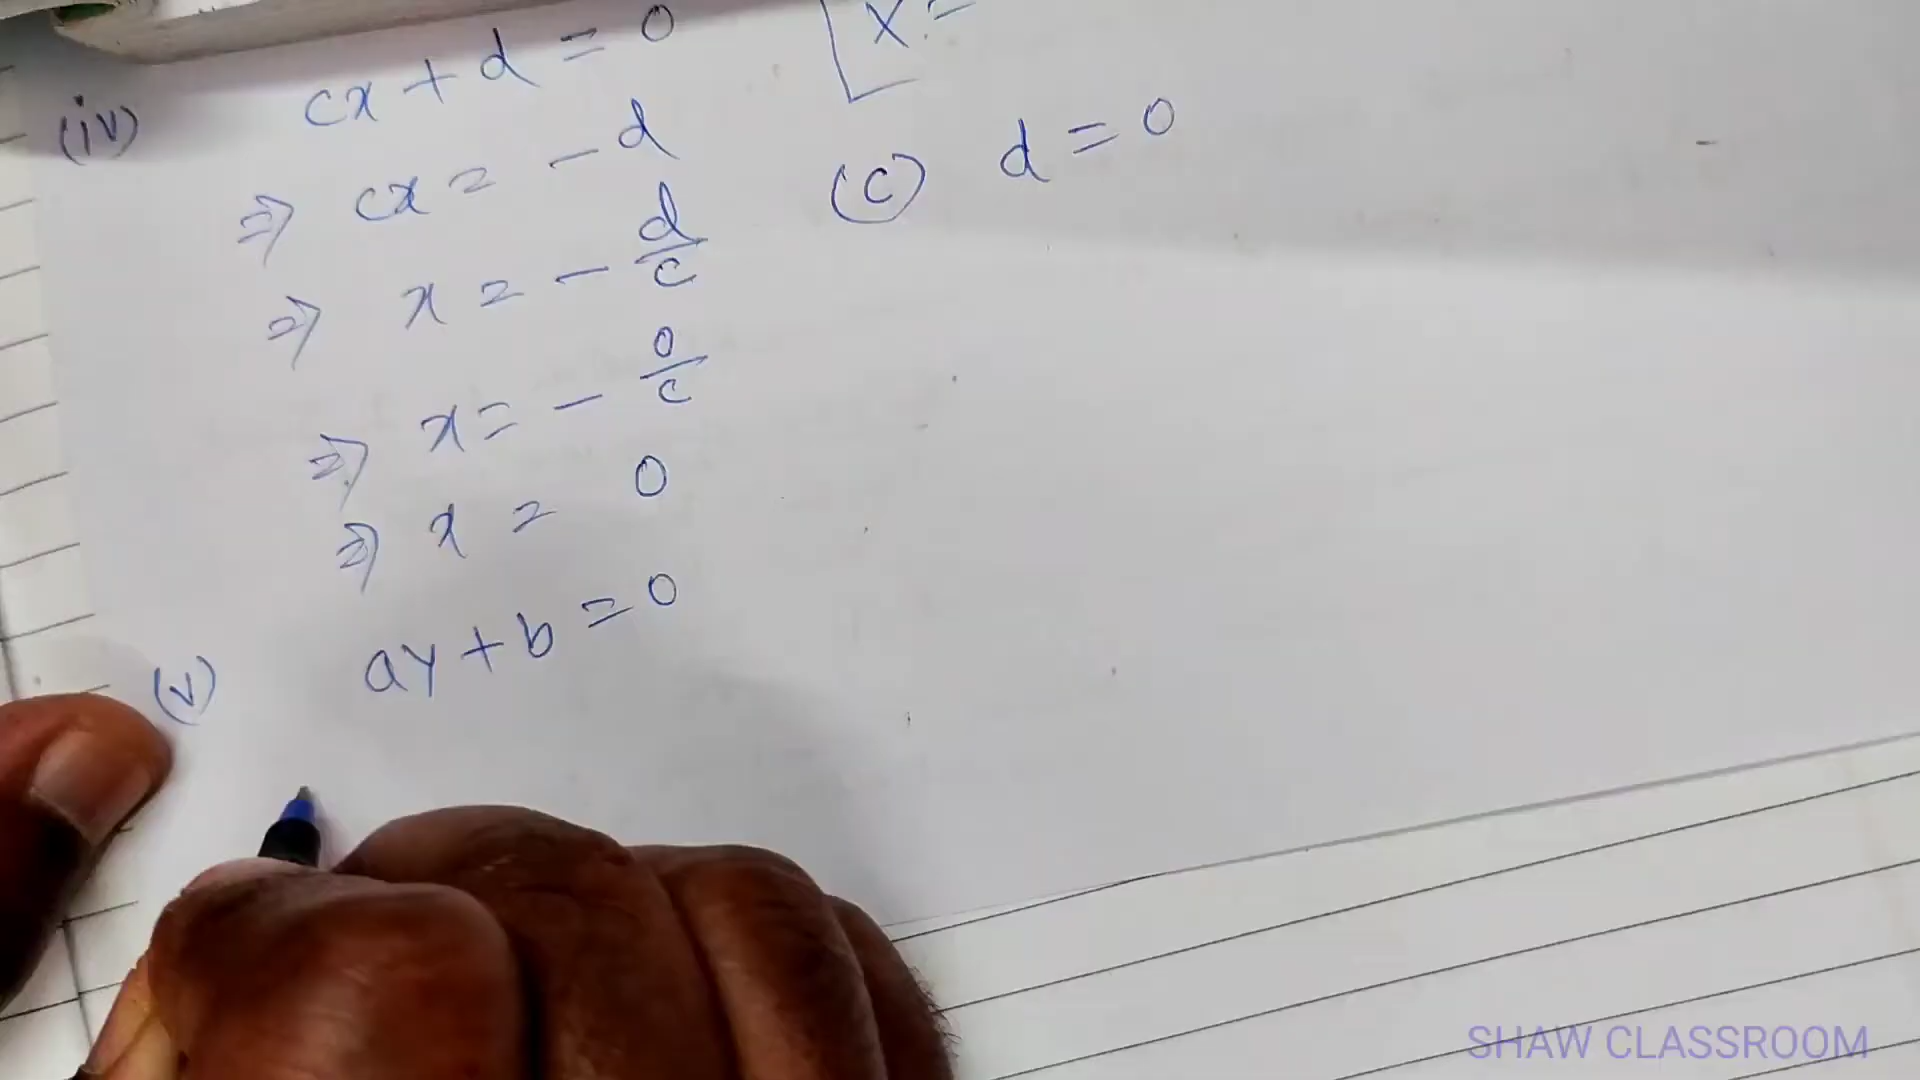 (iv) cx + d = 0
⇒ cx = - d
⇒ x = - d/c
⇒ x = - 0/c
⇒ x = 0
(v) ay + b = 0
x =
(c) d = 0
SHAW CLASSROOM